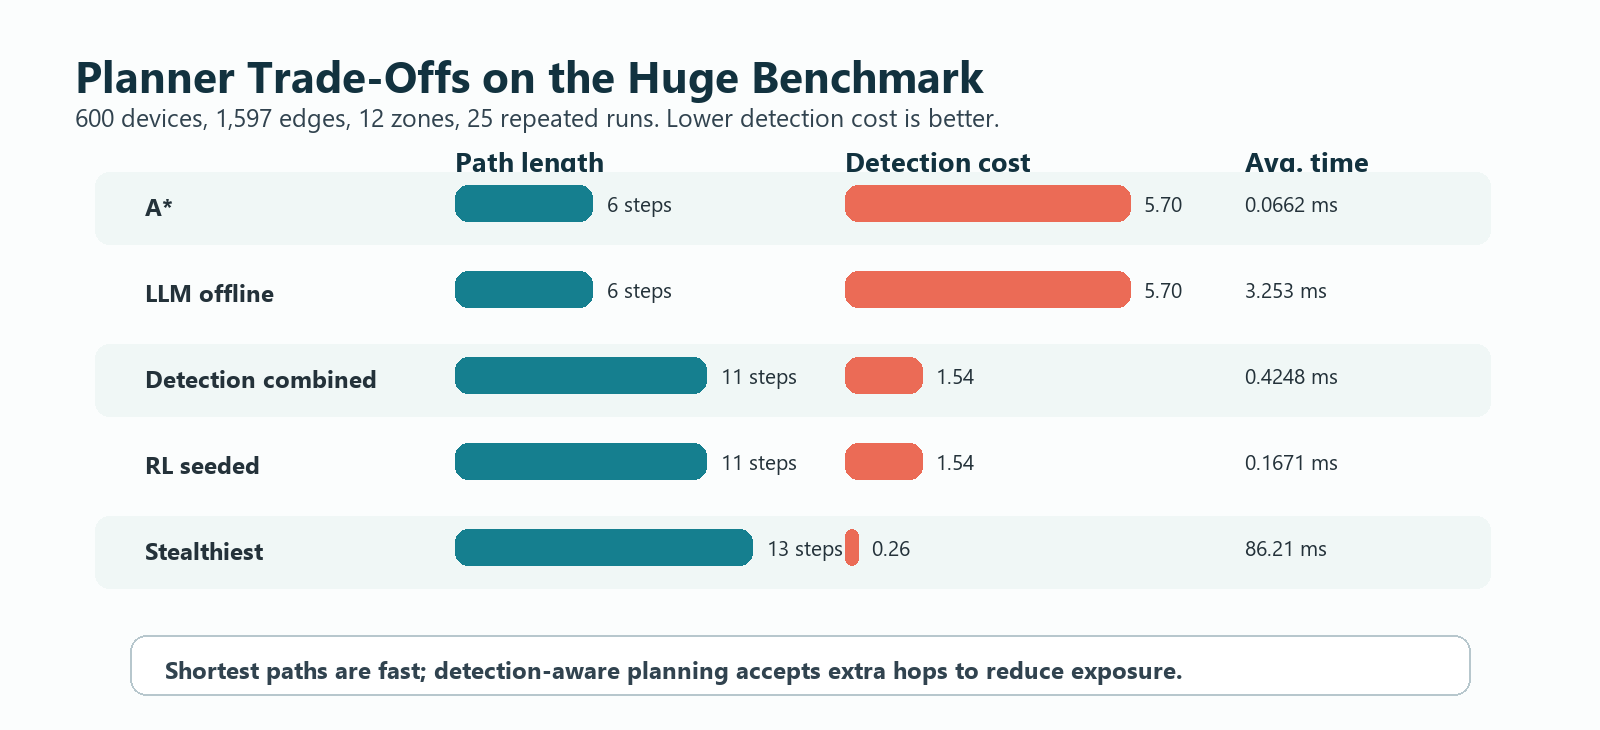 Planner Trade-Offs on the Huge Benchmark
600 devices, 1,597 edges, 12 zones, 25 repeated runs. Lower detection cost is better.
Path length Detection cost Avg. time
A* 6 steps 5.70 0.0662 ms
LLM offline 6 steps 5.70 3.253 ms
Detection combined 11 steps 1.54 0.4248 ms
RL seeded 11 steps 1.54 0.1671 ms
Stealthiest 13 steps 0.26 86.21 ms
Shortest paths are fast; detection-aware planning accepts extra hops to reduce exposure.